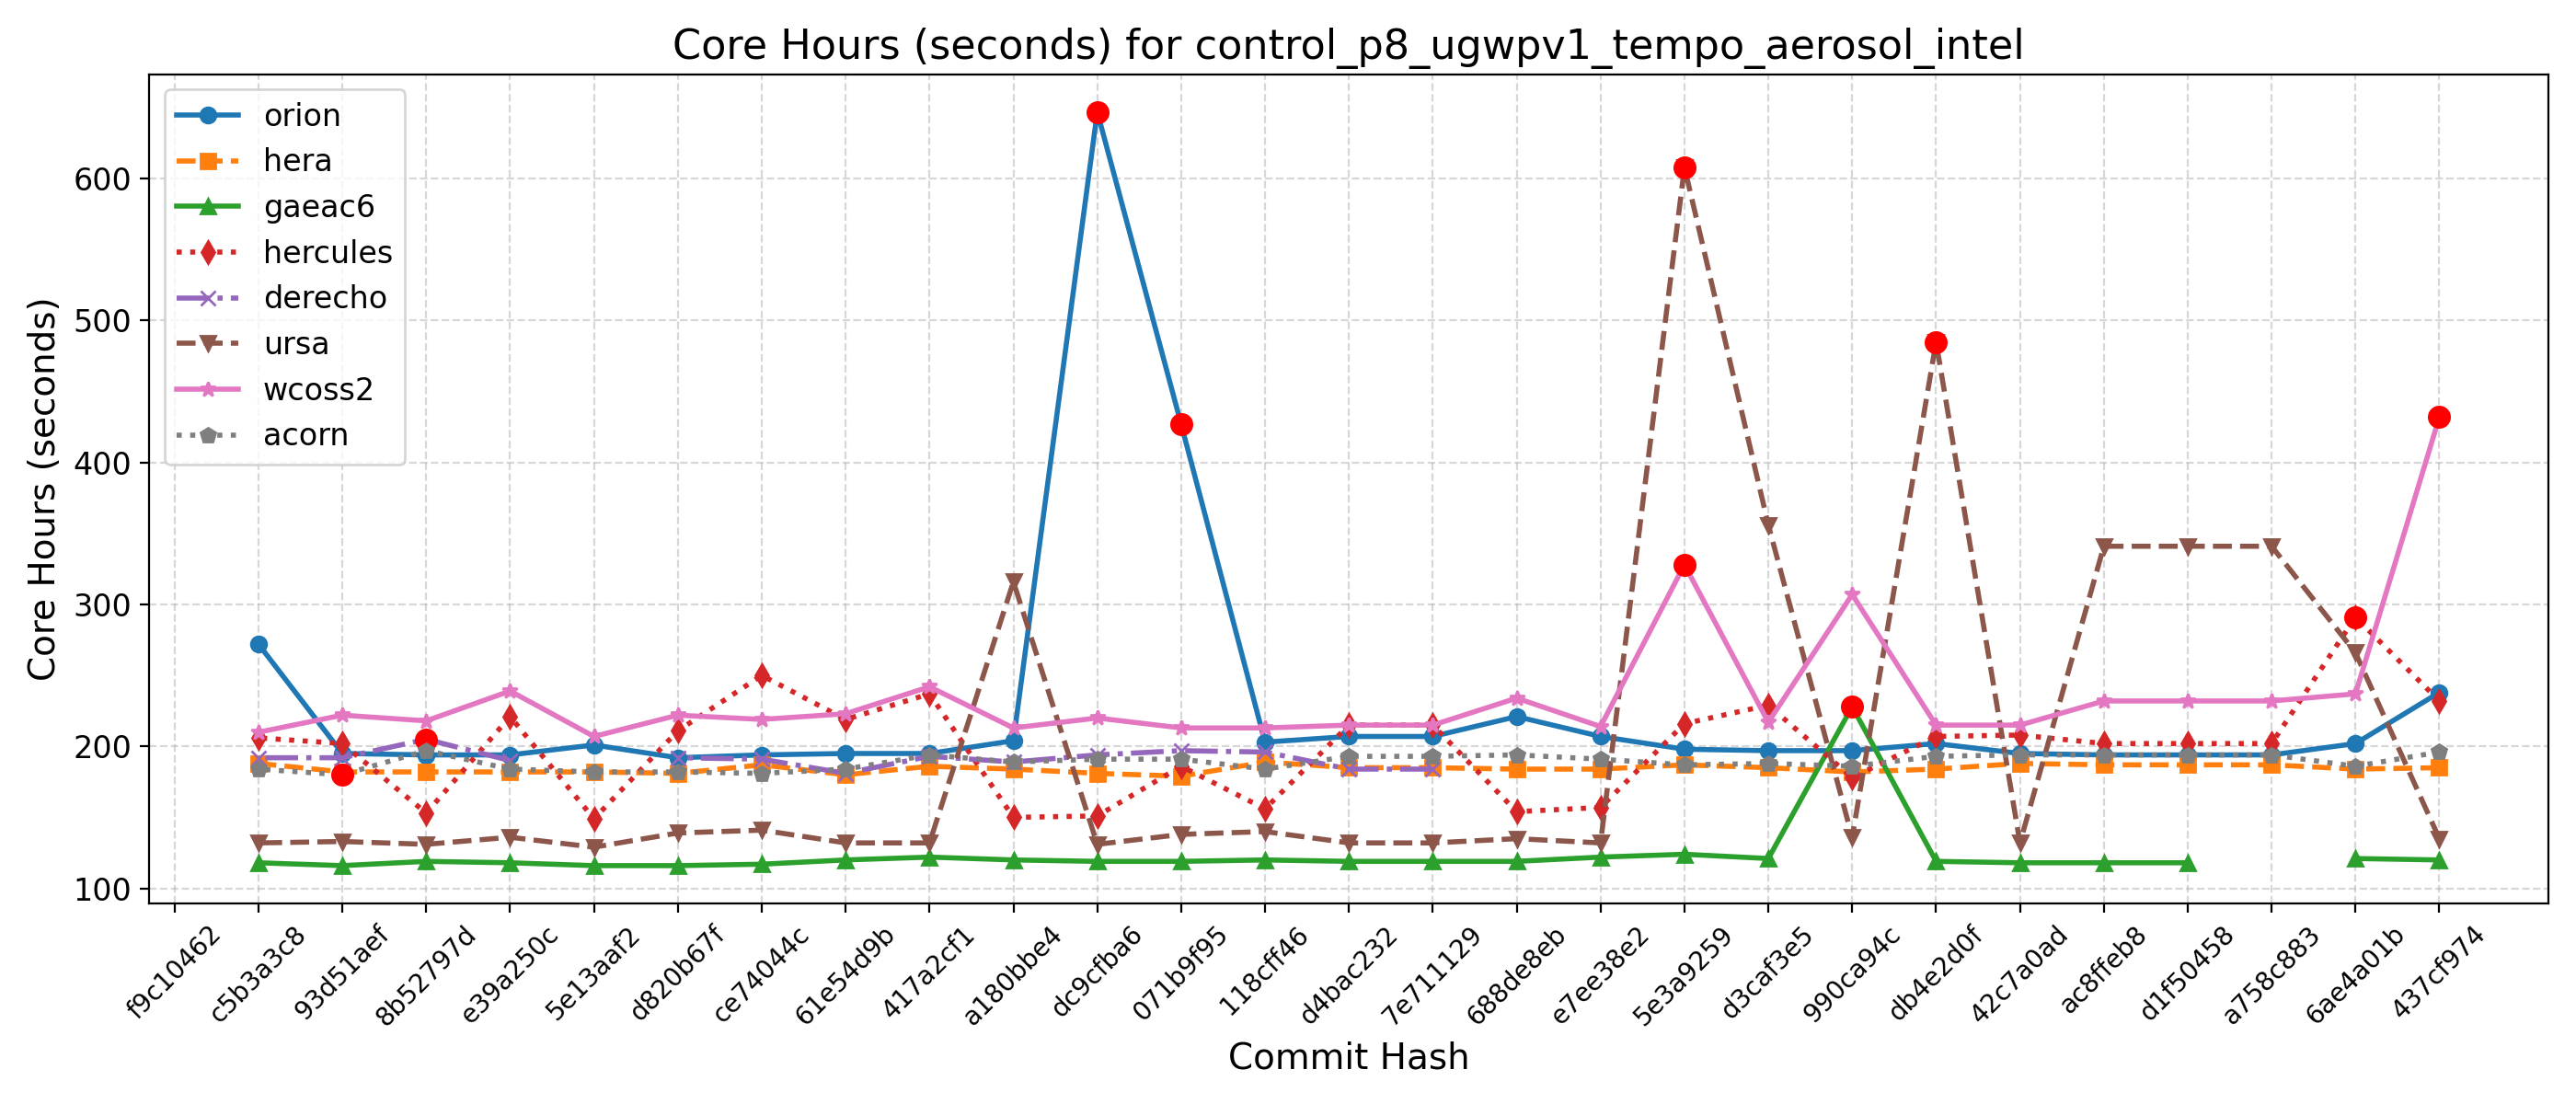 Core Hours (seconds) for control_p8_ugwpv1_tempo_aerosol_intel
orion
hera
gaeac6
hercules
derecho
ursa
wcoss2
acorn
Core Hours (seconds)
600
500
400
300
200
100
f9c10462
c5b3a3c8
93d51aef
8b52797d
e39a250c
5e13aaf2
d820b67f
ce74044c
61e54d9b
417a2cf1
a180bbe4
dc9cfba6
071b9f95
118cff46
d4bac232
7e711129
688de8eb
e7ee38e2
5e3a9259
d3caf3e5
990ca94c
db4e2d0f
42c7a0ad
ac8ffeb8
d1f50458
a758c883
6ae4a01b
437cf974
Commit Hash